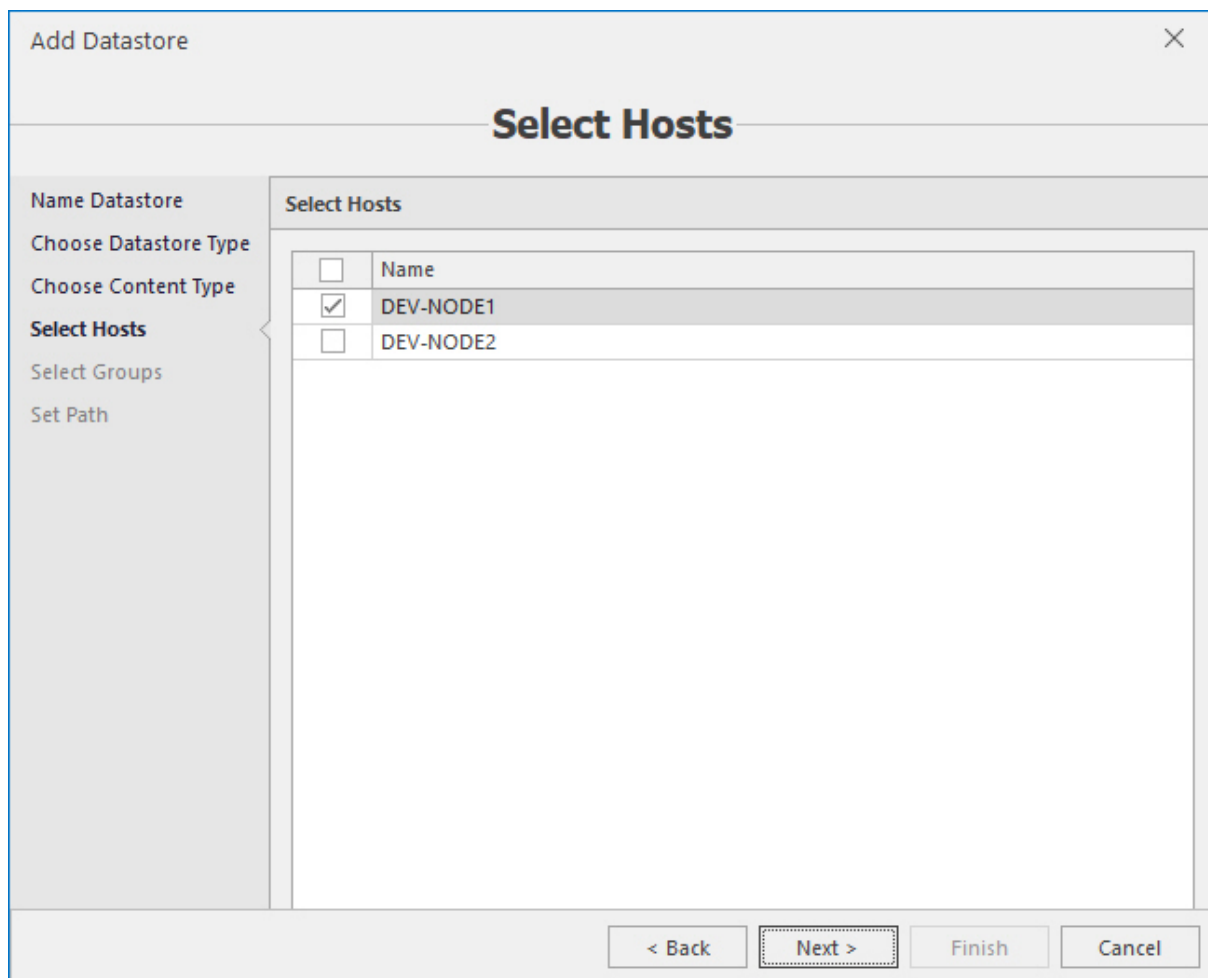 Add Datastore
Select Hosts
Name Datastore
Choose Datastore Type
Choose Content Type
Select Hosts
Select Groups
Set Path
Select Hosts
Name
DEV-NODE1
DEV-NODE2
< Back
Next >
Finish
Cancel